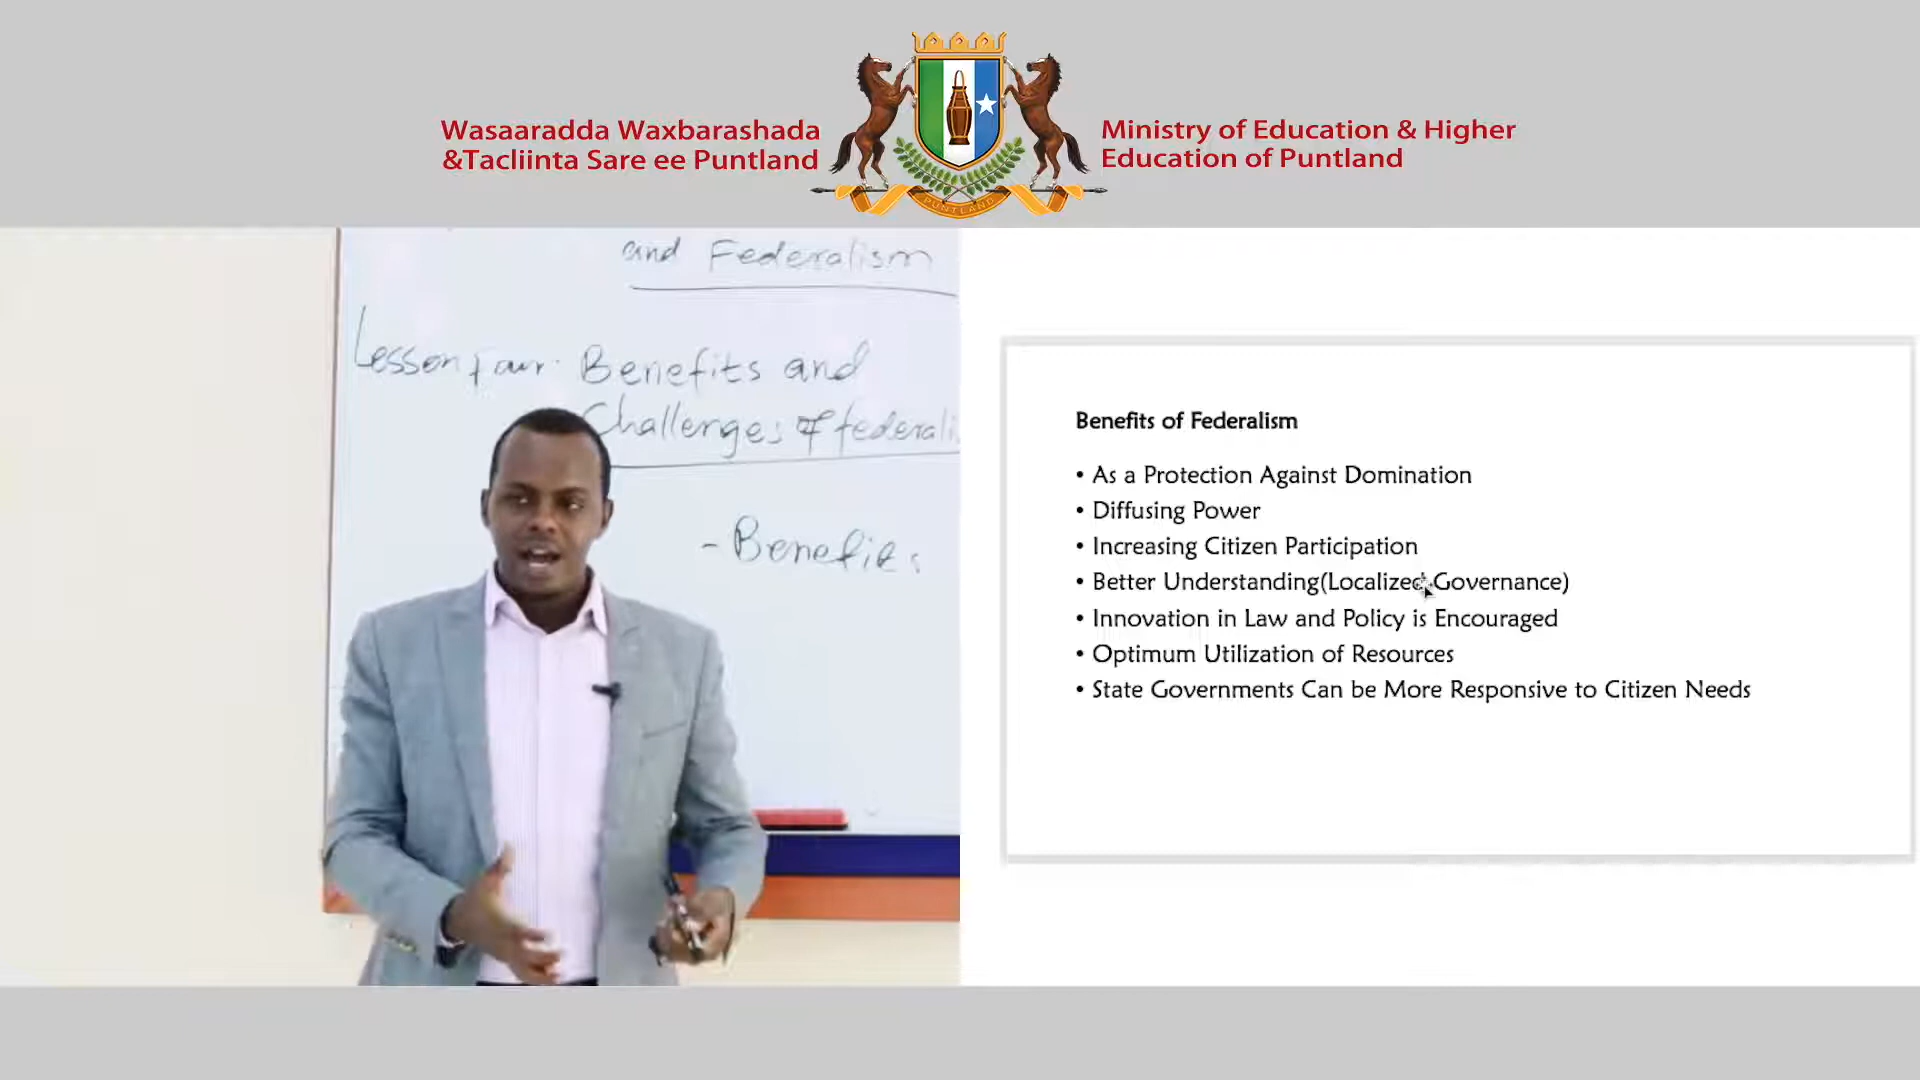 Wasaaradda Waxbarashada
&Tacliinta Sare ee Puntland
PUNTLAND
Ministry of Education & Higher
Education of Puntland
and Federalism
Lesson Four: Benefits and
Challenges of federali
- Benefits
Benefits of Federalism
• As a Protection Against Domination
• Diffusing Power
• Increasing Citizen Participation
• Better Understanding(Localized Governance)
• Innovation in Law and Policy is Encouraged
• Optimum Utilization of Resources
• State Governments Can be More Responsive to Citizen Needs